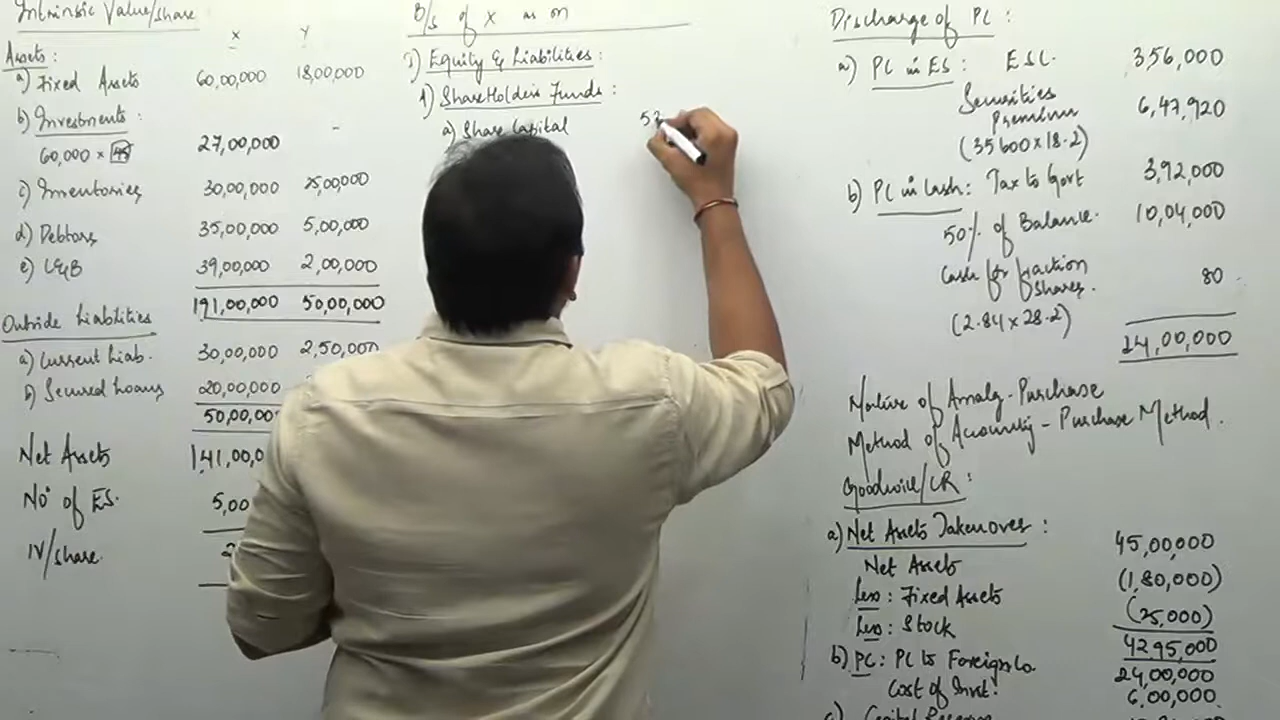 Intrinsic Value/share
X Y
Assets :
a) Fixed Assets 60,00,000 18,00,000
b) Investments : -
60,000 × 45 27,00,000
c) Inventories 30,00,000 25,00,000
d) Debtors 35,00,000 5,00,000
e) C&B 39,00,000 2,00,000
191,00,000 50,00,000
Outside Liabilities
a) Current Liab. 30,00,000 2,50,000
b) Secured Loans 20,00,000
50,00,00
Net Assets 141,00,0
No of ES. 5,00
IV/share. 2
B/s of X as on
I) Equity & Liabilities :
1) ShareHolders Funds :
a) Share Capital 53
Discharge of PC :
a) PC in ES : ESC. 3,56,000
Securities Premium 6,47,920
(35600 × 18.2)
b) PC in Cash : Tax to Govt 3,92,000
50% of Balance. 10,04,000
Cash for fraction shares. 80
(2.84 × 28.2)
24,00,000
Nature of Amalg - Purchase
Method of Accounting - Purchase Method.
Goodwill/CR :
a) Net Assets Takenover :
Net Assets 45,00,000
Less : Fixed Assets (1,80,000)
Less : Stock (25,000)
4295,000
b) PC : PC to Foreign Co 24,00,000
Cost of Invt. 6,00,000
c) Capital Reserve